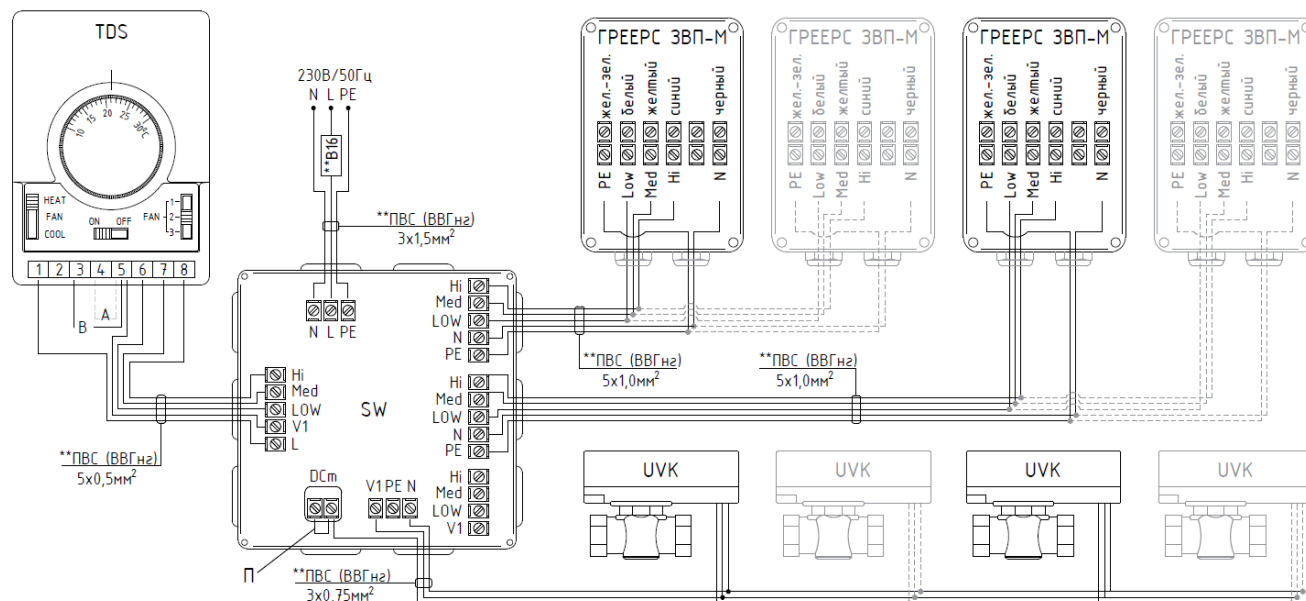 TDS
10 15 20 25 30°C
HEAT
FAN
COOL
ON OFF
FAN
1
2
3
1 2 3 4 5 6 7 8
A
B
230В/50Гц
N L PE
**В16
**ПВС (ВВГнг)
3х1,5мм²
N L PE
SW
Hi
Med
LOW
V1
L
**ПВС (ВВГнг)
5х0,5мм²
DCm
П
V1 PE N
**ПВС (ВВГнг)
3х0,75мм²
Hi
Med
LOW
N
PE
Hi
Med
LOW
N
PE
Hi
Med
LOW
V1
**ПВС (ВВГнг)
5х1,0мм²
**ПВС (ВВГнг)
5х1,0мм²
ГРЕЕРС ЗВП-М
жел.-зел.
белый
желтый
синий
черный
PE
Low
Med
Hi
N
ГРЕЕРС ЗВП-М
жел.-зел.
белый
желтый
синий
черный
PE
Low
Med
Hi
N
ГРЕЕРС ЗВП-М
жел.-зел.
белый
желтый
синий
черный
PE
Low
Med
Hi
N
ГРЕЕРС ЗВП-М
жел.-зел.
белый
желтый
синий
черный
PE
Low
Med
Hi
N
UVK
UVK
UVK
UVK